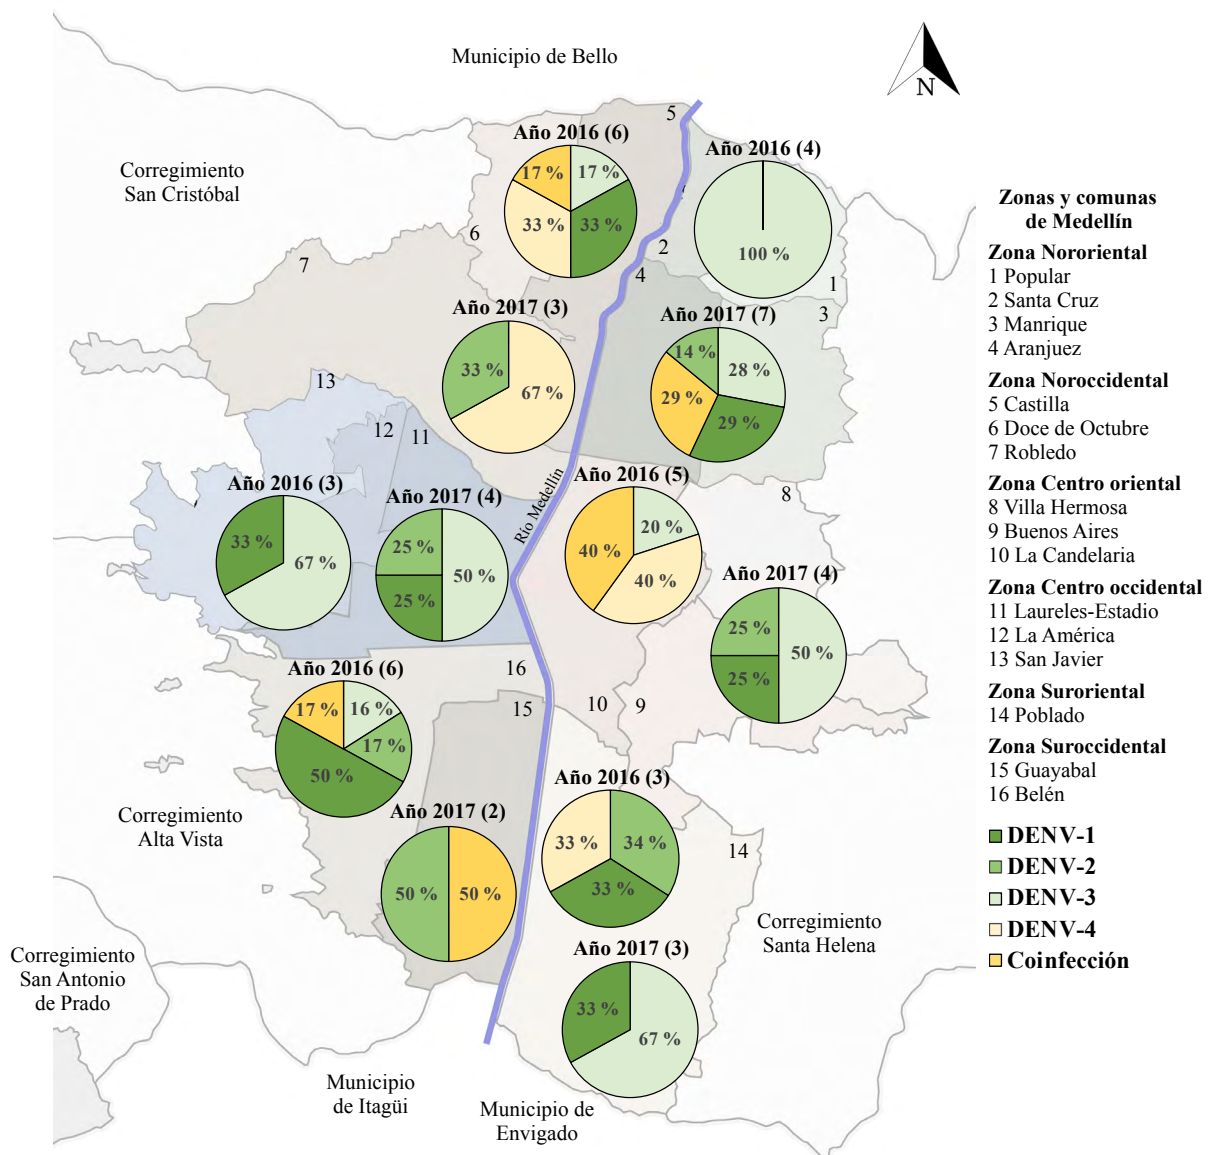 Municipio de Bello
N
Corregimiento
San Cristóbal
5
Año 2016 (6)
17 %
17 %
33 %
33 %
Año 2016 (4)
100 %
6
7
2
4
1
3
Año 2017 (3)
33 %
67 %
Año 2017 (7)
14 %
28 %
29 %
29 %
13
12
11
Río Medellín
8
Año 2016 (3)
33 %
67 %
Año 2017 (4)
25 %
50 %
25 %
Año 2016 (5)
20 %
40 %
40 %
Año 2017 (4)
25 %
50 %
25 %
16
15
10
9
Año 2016 (6)
17 %
16 %
17 %
50 %
Año 2017 (2)
50 %
50 %
Año 2016 (3)
33 %
34 %
33 %
14
Año 2017 (3)
33 %
67 %
Corregimiento
Alta Vista
Corregimiento
Santa Helena
Corregimiento
San Antonio
de Prado
Municipio
de Itagüi
Municipio de
Envigado
Zonas y comunas
de Medellín
Zona Nororiental
1 Popular
2 Santa Cruz
3 Manrique
4 Aranjuez
Zona Noroccidental
5 Castilla
6 Doce de Octubre
7 Robledo
Zona Centro oriental
8 Villa Hermosa
9 Buenos Aires
10 La Candelaria
Zona Centro occidental
11 Laureles-Estadio
12 La América
13 San Javier
Zona Suroriental
14 Poblado
Zona Suroccidental
15 Guayabal
16 Belén
DENV-1
DENV-2
DENV-3
DENV-4
Coinfección